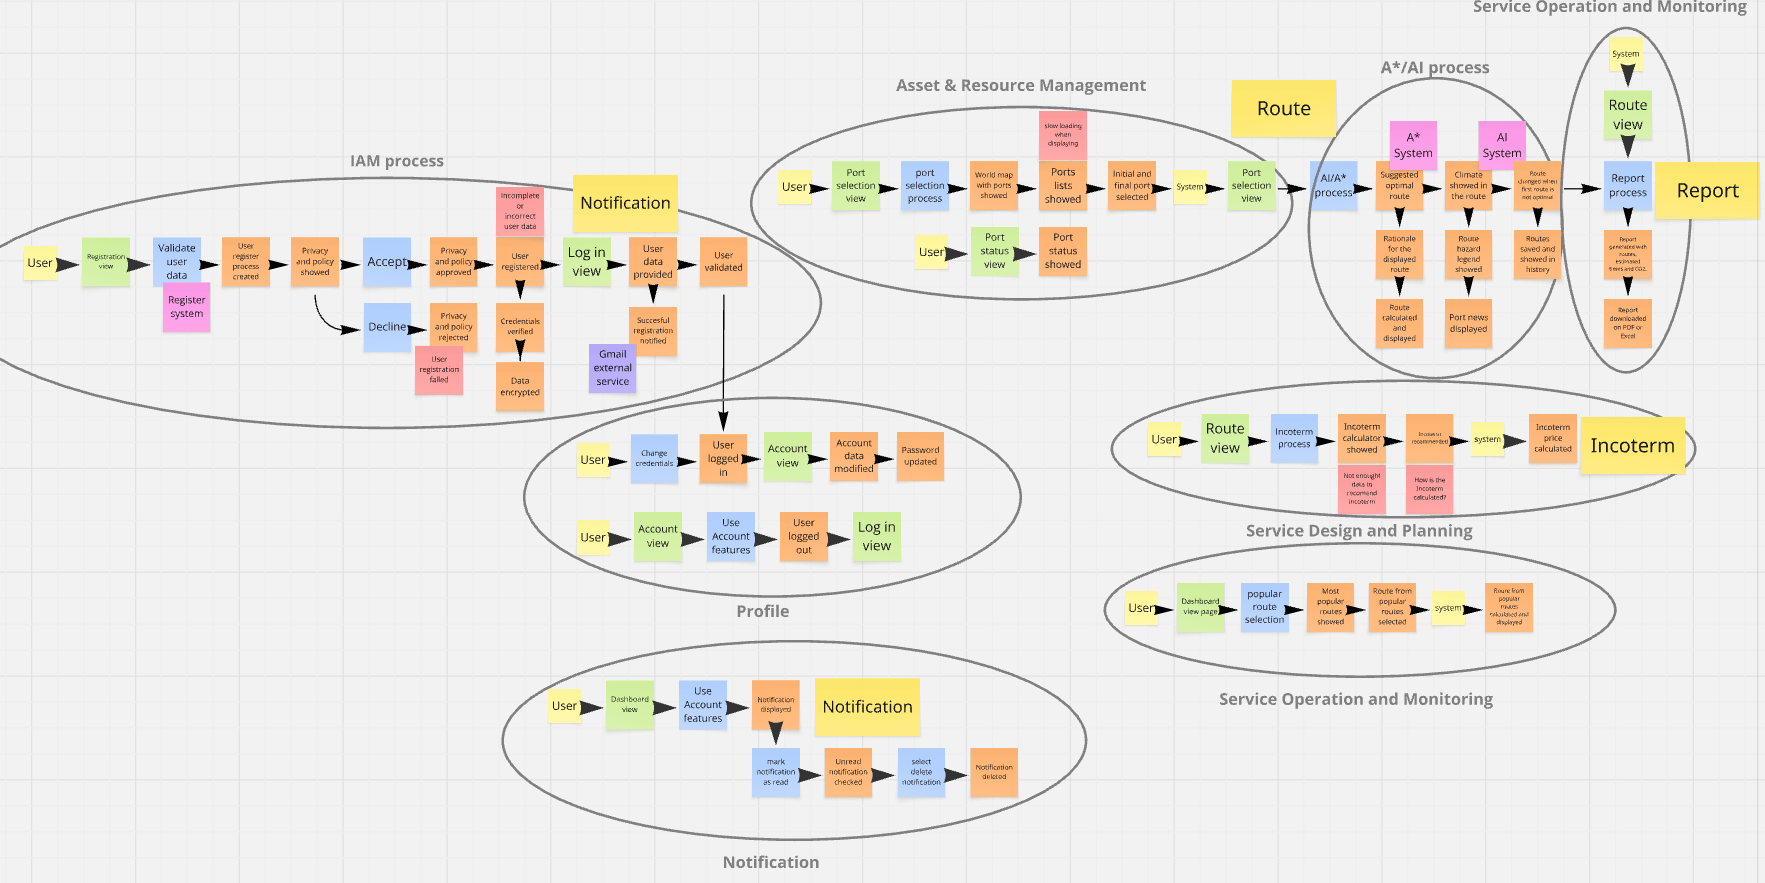 Service Operation and Monitoring
System
Route
view
Report
process
Report
Report
generated with
routes,
estimated
times and CO2.
Report
downloaded
on PDF or
Excel
A*/AI process
A*
System
AI
System
AI/A*
process
Suggested
optimal
route
Climate
showed in
the route
Route
changed when
first route is
not optimal
Rationale
for the
displayed
route
Route
hazard
legend
showed
Routes
saved and
showed in
history
Route
calculated
and
displayed
Port news
displayed
Asset & Resource Management
Route
slow loading
when
displaying
User
Port
selection
view
port
selection
process
World map
with ports
showed
Ports
lists
showed
Initial and
final port
selected
System
Port
selection
view
User
Port
status
view
Port
status
showed
IAM process
Incomplete
or
incorrect
user data
Notification
User
Registration
view
Validate
user
data
Register
system
User
register
process
created
Privacy
and policy
showed
Accept
Privacy
and policy
approved
User
registered
Log in
view
User
data
provided
User
validated
Decline
Privacy
and policy
rejected
User
registration
failed
Credentials
verified
Data
encrypted
Succesful
registration
notified
Gmail
external
service
User
Change
credentials
User
logged
in
Account
view
Account
data
modified
Password
updated
User
Account
view
Use
Account
features
User
logged
out
Log in
view
Profile
User
Route
view
Incoterm
process
Incoterm
calculator
showed
recommended
system
Incoterm
price
calculated
Incoterm
Not enought
data to
recomend
incoterm
How is the
Incoterm
calculated?
Service Design and Planning
User
Dashboard
view page
popular
route
selection
Most
popular
routes
showed
Route from
popular
routes
selected
system
Route from
popular
routes
calculated and
displayed
Service Operation and Monitoring
User
Dashboard
view
Use
Account
features
Notification
displayed
Notification
mark
notification
as read
Unread
notification
checked
select
delete
notification
Notification
deleted
Notification